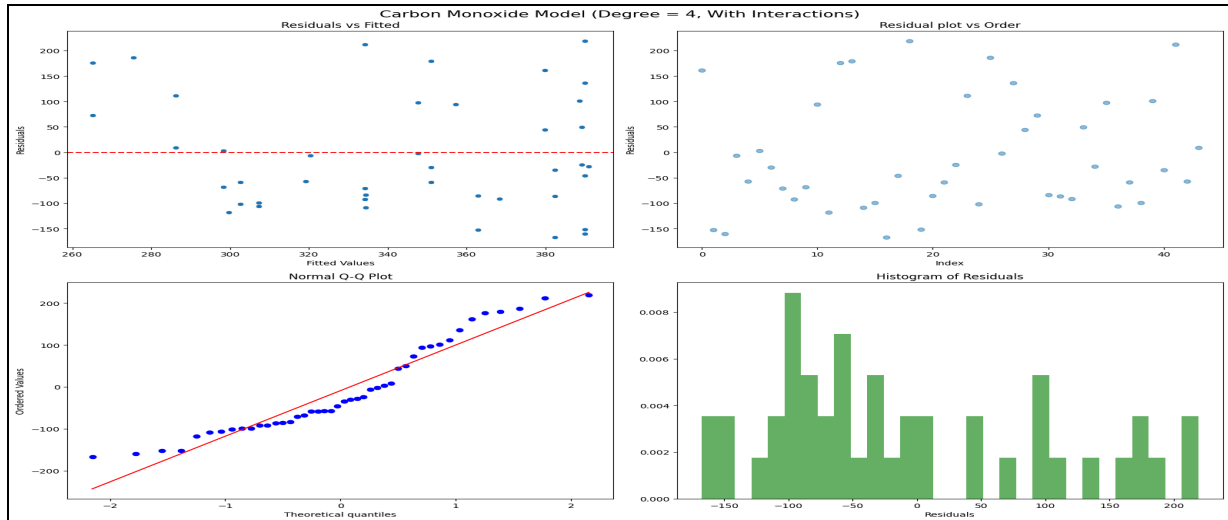 Carbon Monoxide Model (Degree = 4, With Interactions)
Residuals vs Fitted
Residuals
200
150
100
50
0
−50
−100
−150
260 280 300 320 340 360 380
Fitted Values
Residual plot vs Order
Residuals
200
150
100
50
0
−50
−100
−150
0 10 20 30 40
Index
Normal Q-Q Plot
Ordered Values
200
100
0
−100
−200
−2 −1 0 1 2
Theoretical quantiles
Histogram of Residuals
0.008
0.006
0.004
0.002
0.000
−150 −100 −50 0 50 100 150 200
Residuals